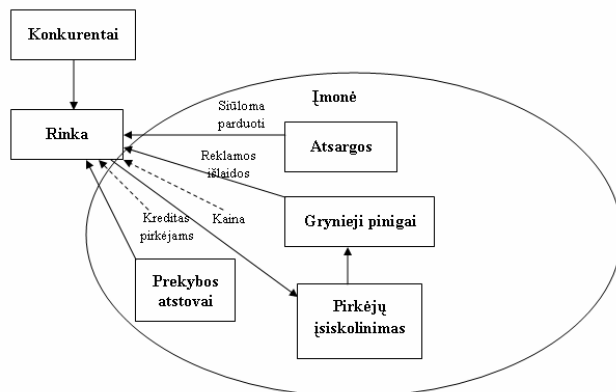 Konkurentai
Įmonė
Siūloma
parduoti
Rinka
Atsargos
Reklamos
išlaidos
Kreditas
pirkėjams
Kaina
Grynieji pinigai
Prekybos
atstovai
Pirkėjų
įsiskolinimas